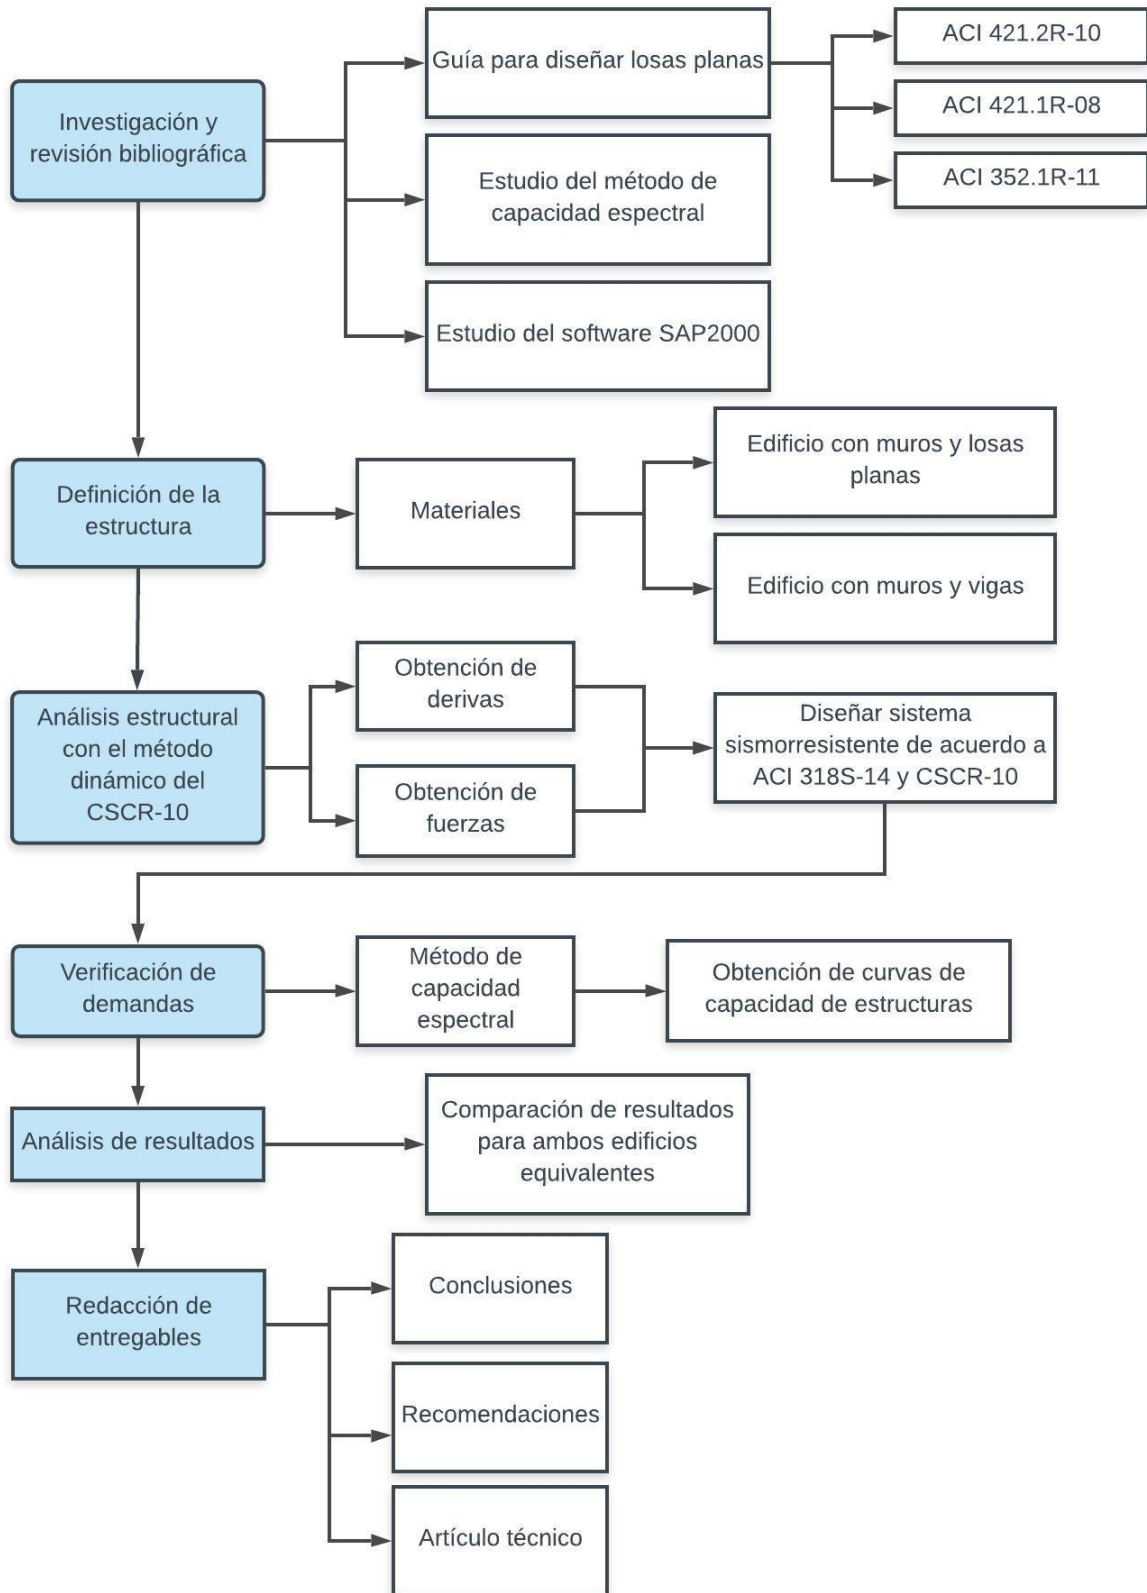 Investigación y
revisión bibliográfica
Guía para diseñar losas planas
ACI 421.2R-10
ACI 421.1R-08
ACI 352.1R-11
Estudio del método de
capacidad espectral
Estudio del software SAP2000
Definición de la
estructura
Materiales
Edificio con muros y losas
planas
Edificio con muros y vigas
Análisis estructural
con el método
dinámico del
CSCR-10
Obtención de
derivas
Obtención de
fuerzas
Diseñar sistema
sismorresistente de acuerdo a
ACI 318S-14 y CSCR-10
Verificación de
demandas
Método de
capacidad
espectral
Obtención de curvas de
capacidad de estructuras
Análisis de resultados
Comparación de resultados
para ambos edificios
equivalentes
Redacción de
entregables
Conclusiones
Recomendaciones
Artículo técnico